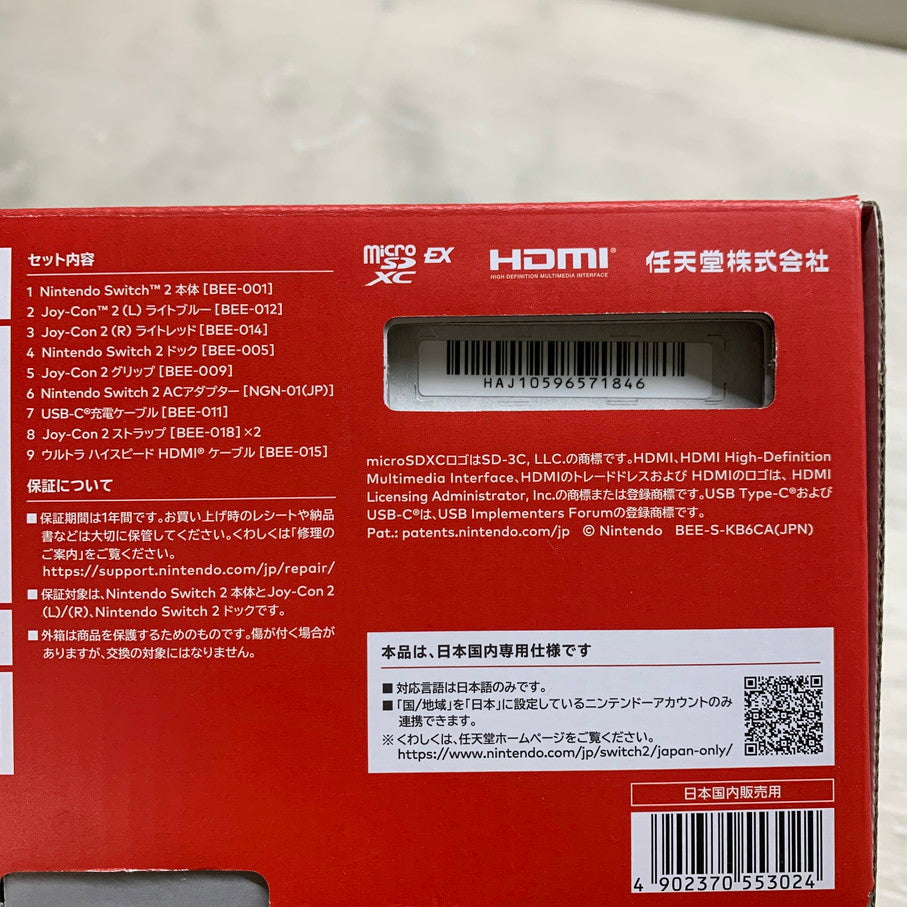 セット内容
1 Nintendo Switch™ 2 本体 [BEE-001]
2 Joy-Con™ 2 (L) ライトブルー [BEE-012]
3 Joy-Con 2 (R) ライトレッド [BEE-014]
4 Nintendo Switch 2 ドック [BEE-005]
5 Joy-Con 2 グリップ [BEE-009]
6 Nintendo Switch 2 ACアダプター [NGN-01(JP)]
7 USB-C®充電ケーブル [BEE-011]
8 Joy-Con 2 ストラップ [BEE-018]×2
9 ウルトラ ハイスピード HDMI® ケーブル [BEE-015]
保証について
■ 保証期間は1年間です。お買い上げ時のレシートや納品
書などは大切に保管してください。くわしくは「修理の
ご案内」をご覧ください。
https://support.nintendo.com/jp/repair/
■ 保証対象は、Nintendo Switch 2 本体とJoy-Con 2
(L)/(R)、Nintendo Switch 2 ドックです。
■ 外箱は商品を保護するためのものです。傷が付く場合が
ありますが、交換の対象にはなりません。
micro SD XC EX
HDMI®
HIGH-DEFINITION MULTIMEDIA INTERFACE
任天堂株式会社
HAJ10596571846
microSDXCロゴはSD-3C, LLC.の商標です。HDMI、HDMI High-Definition
Multimedia Interface、HDMIのトレードドレスおよび HDMIのロゴは、HDMI
Licensing Administrator, Inc.の商標または登録商標です。USB Type-C®および
USB-C®は、USB Implementers Forumの登録商標です。
Pat.: patents.nintendo.com/jp © Nintendo BEE-S-KB6CA(JPN)
本品は、日本国内専用仕様です
■ 対応言語は日本語のみです。
■ 「国/地域」を「日本」に設定しているニンテンドーアカウントのみ
連携できます。
※ くわしくは、任天堂ホームページをご覧ください。
https://www.nintendo.com/jp/switch2/japan-only/
日本国内販売用
4 902370 553024